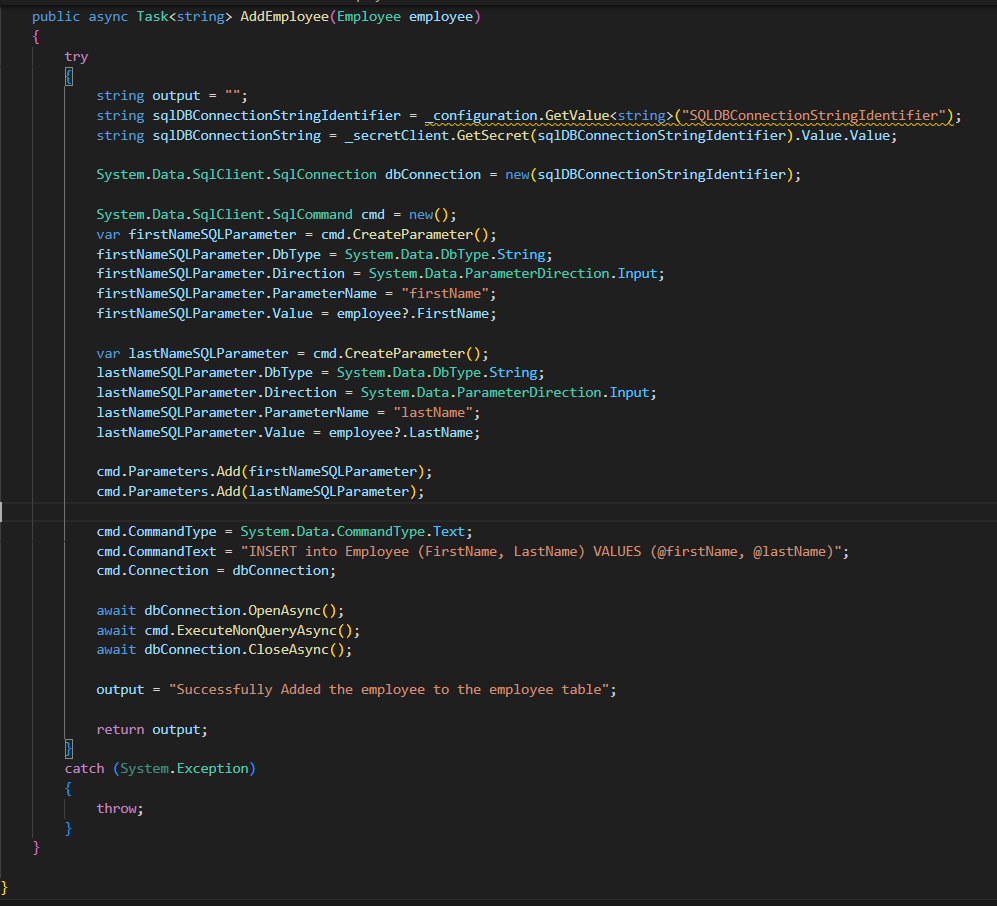 public async Task<string> AddEmployee(Employee employee)
{
try
{
string output = "";
string sqlDBConnectionStringIdentifier = _configuration.GetValue<string>("SQLDBConnectionStringIdentifier");
string sqlDBConnectionString = _secretClient.GetSecret(sqlDBConnectionStringIdentifier).Value.Value;
System.Data.SqlClient.SqlConnection dbConnection = new(sqlDBConnectionStringIdentifier);
System.Data.SqlClient.SqlCommand cmd = new();
var firstNameSQLParameter = cmd.CreateParameter();
firstNameSQLParameter.DbType = System.Data.DbType.String;
firstNameSQLParameter.Direction = System.Data.ParameterDirection.Input;
firstNameSQLParameter.ParameterName = "firstName";
firstNameSQLParameter.Value = employee?.FirstName;
var lastNameSQLParameter = cmd.CreateParameter();
lastNameSQLParameter.DbType = System.Data.DbType.String;
lastNameSQLParameter.Direction = System.Data.ParameterDirection.Input;
lastNameSQLParameter.ParameterName = "lastName";
lastNameSQLParameter.Value = employee?.LastName;
cmd.Parameters.Add(firstNameSQLParameter);
cmd.Parameters.Add(lastNameSQLParameter);
cmd.CommandType = System.Data.CommandType.Text;
cmd.CommandText = "INSERT into Employee (FirstName, LastName) VALUES (@firstName, @lastName)";
cmd.Connection = dbConnection;
await dbConnection.OpenAsync();
await cmd.ExecuteNonQueryAsync();
await dbConnection.CloseAsync();
output = "Successfully Added the employee to the employee table";
return output;
}
catch (System.Exception)
{
throw;
}
}
}